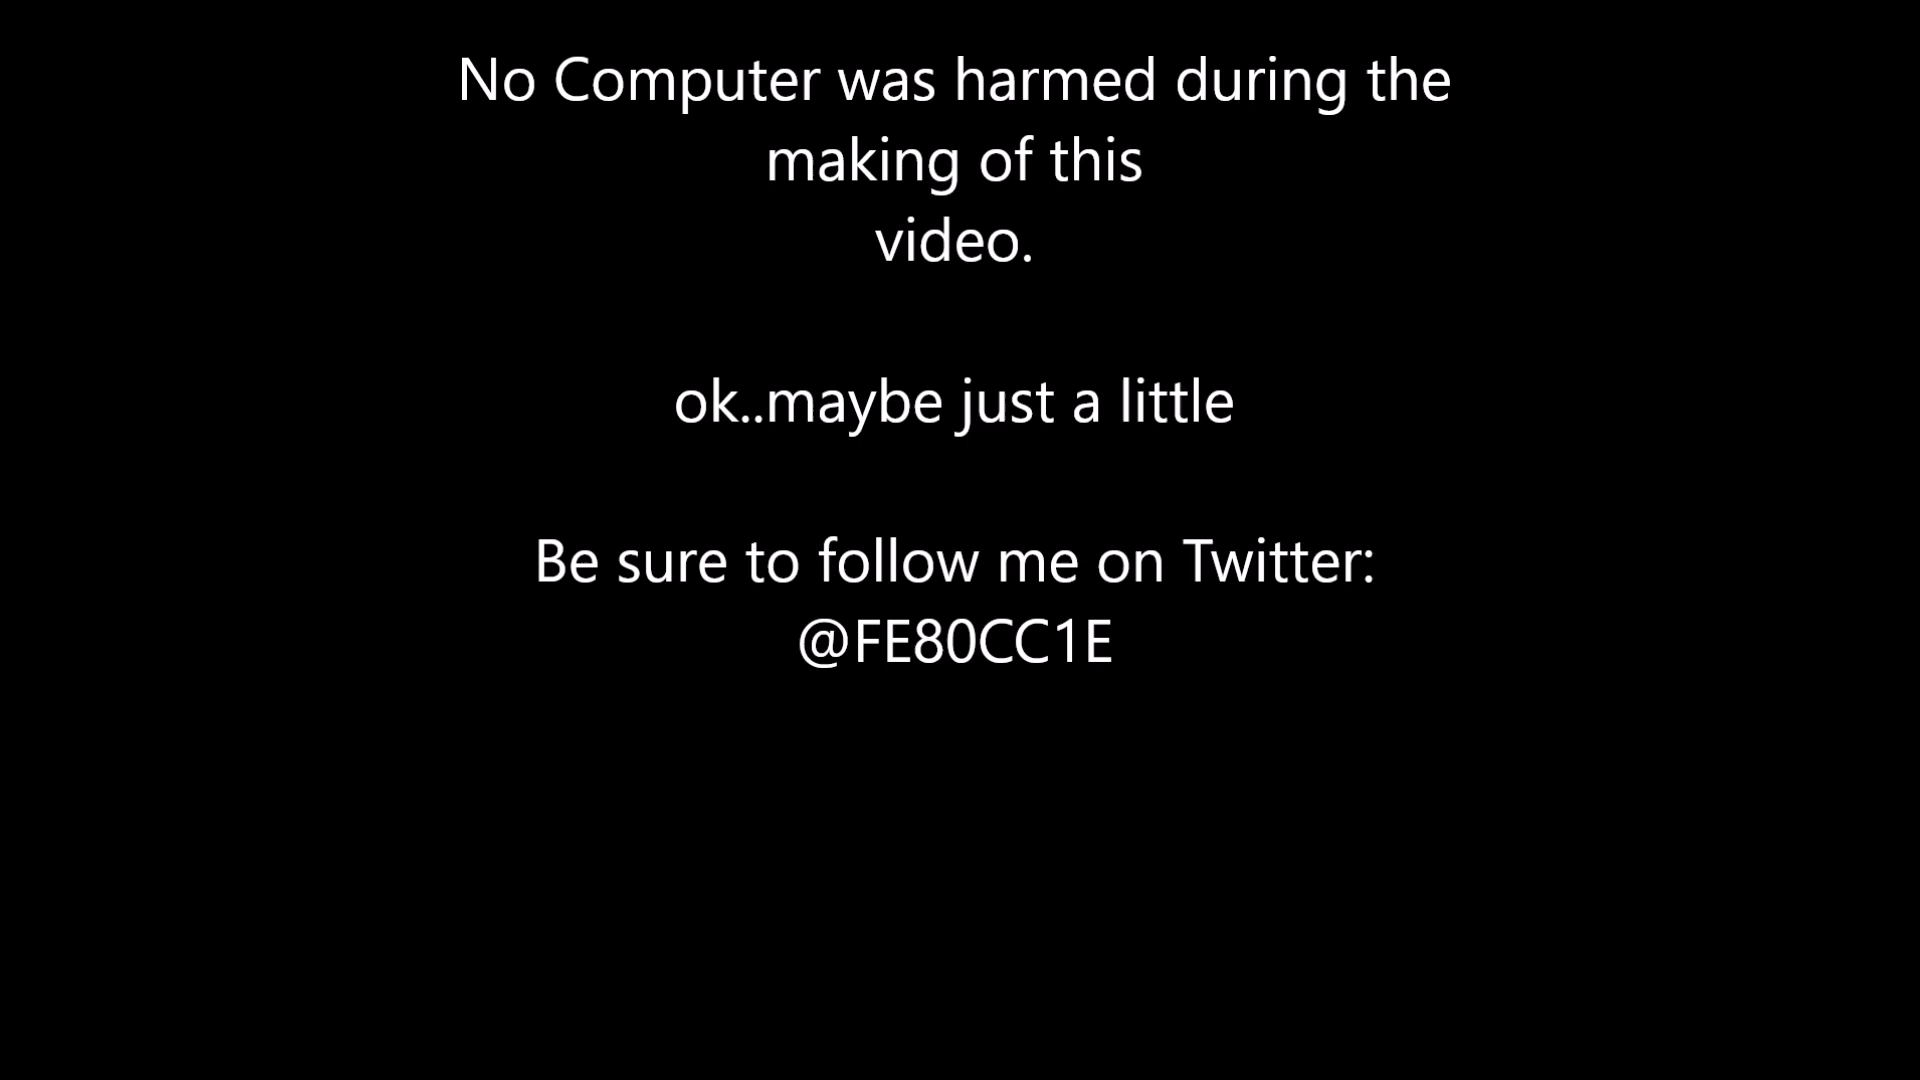 No Computer was harmed during the
making of this
video.
ok..maybe just a little
Be sure to follow me on Twitter:
@FE80CC1E